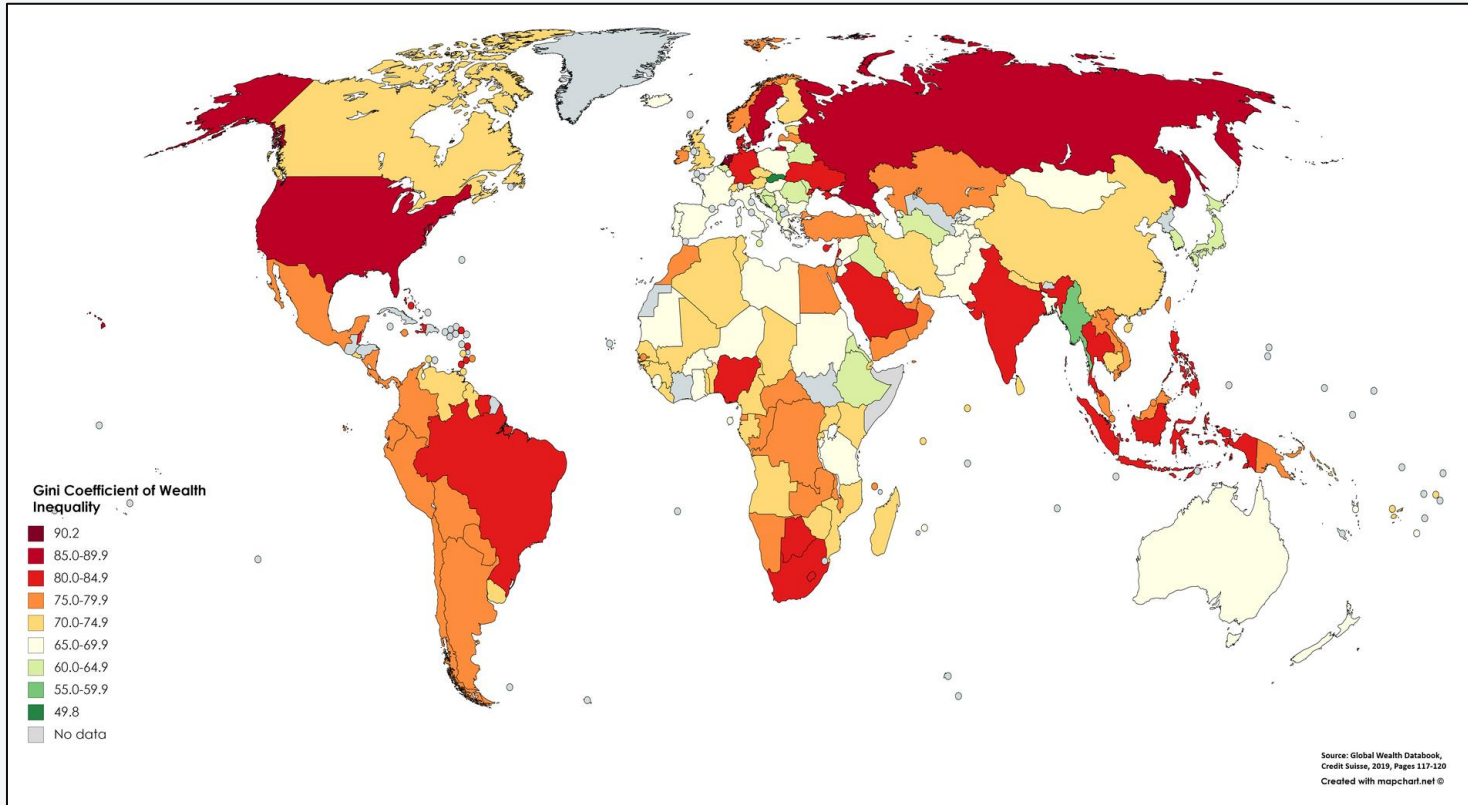 Gini Coefficient of Wealth
Inequality
90.2
85.0-89.9
80.0-84.9
75.0-79.9
70.0-74.9
65.0-69.9
60.0-64.9
55.0-59.9
49.8
No data
Source: Global Wealth Databook,
Credit Suisse, 2019, Pages 117-120
Created with mapchart.net ©